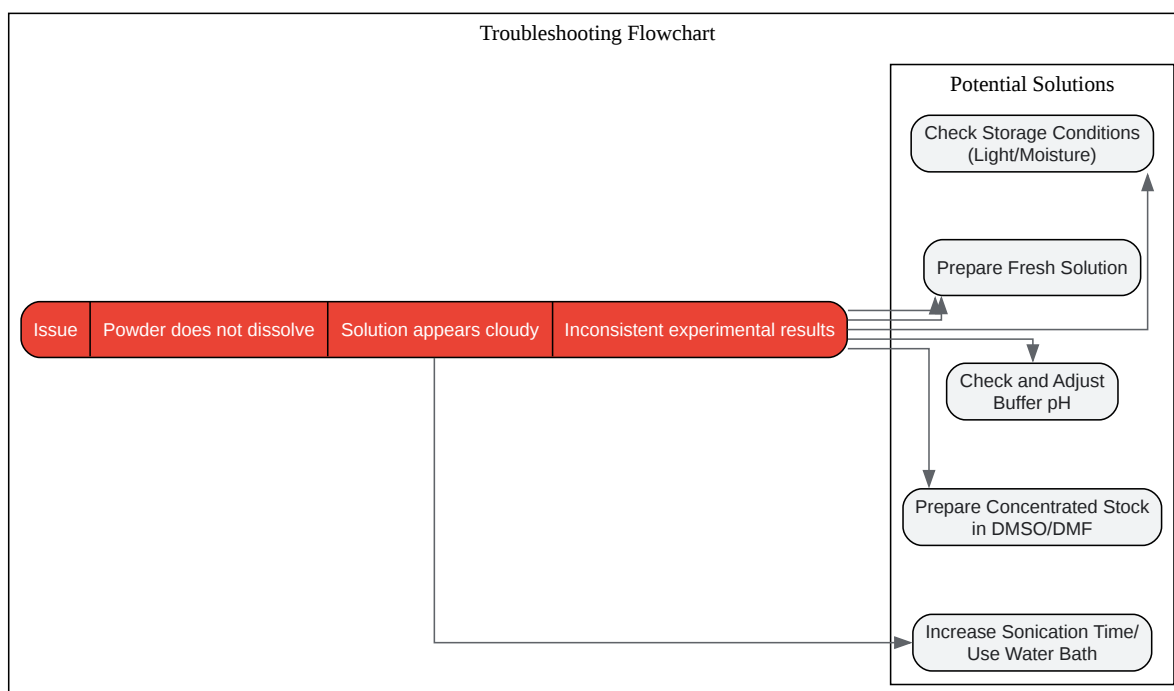 Troubleshooting Flowchart
Potential Solutions
Check Storage Conditions
(Light/Moisture)
Prepare Fresh Solution
Issue
Powder does not dissolve
Solution appears cloudy
Inconsistent experimental results
Check and Adjust
Buffer pH
Prepare Concentrated Stock
in DMSO/DMF
Increase Sonication Time/
Use Water Bath